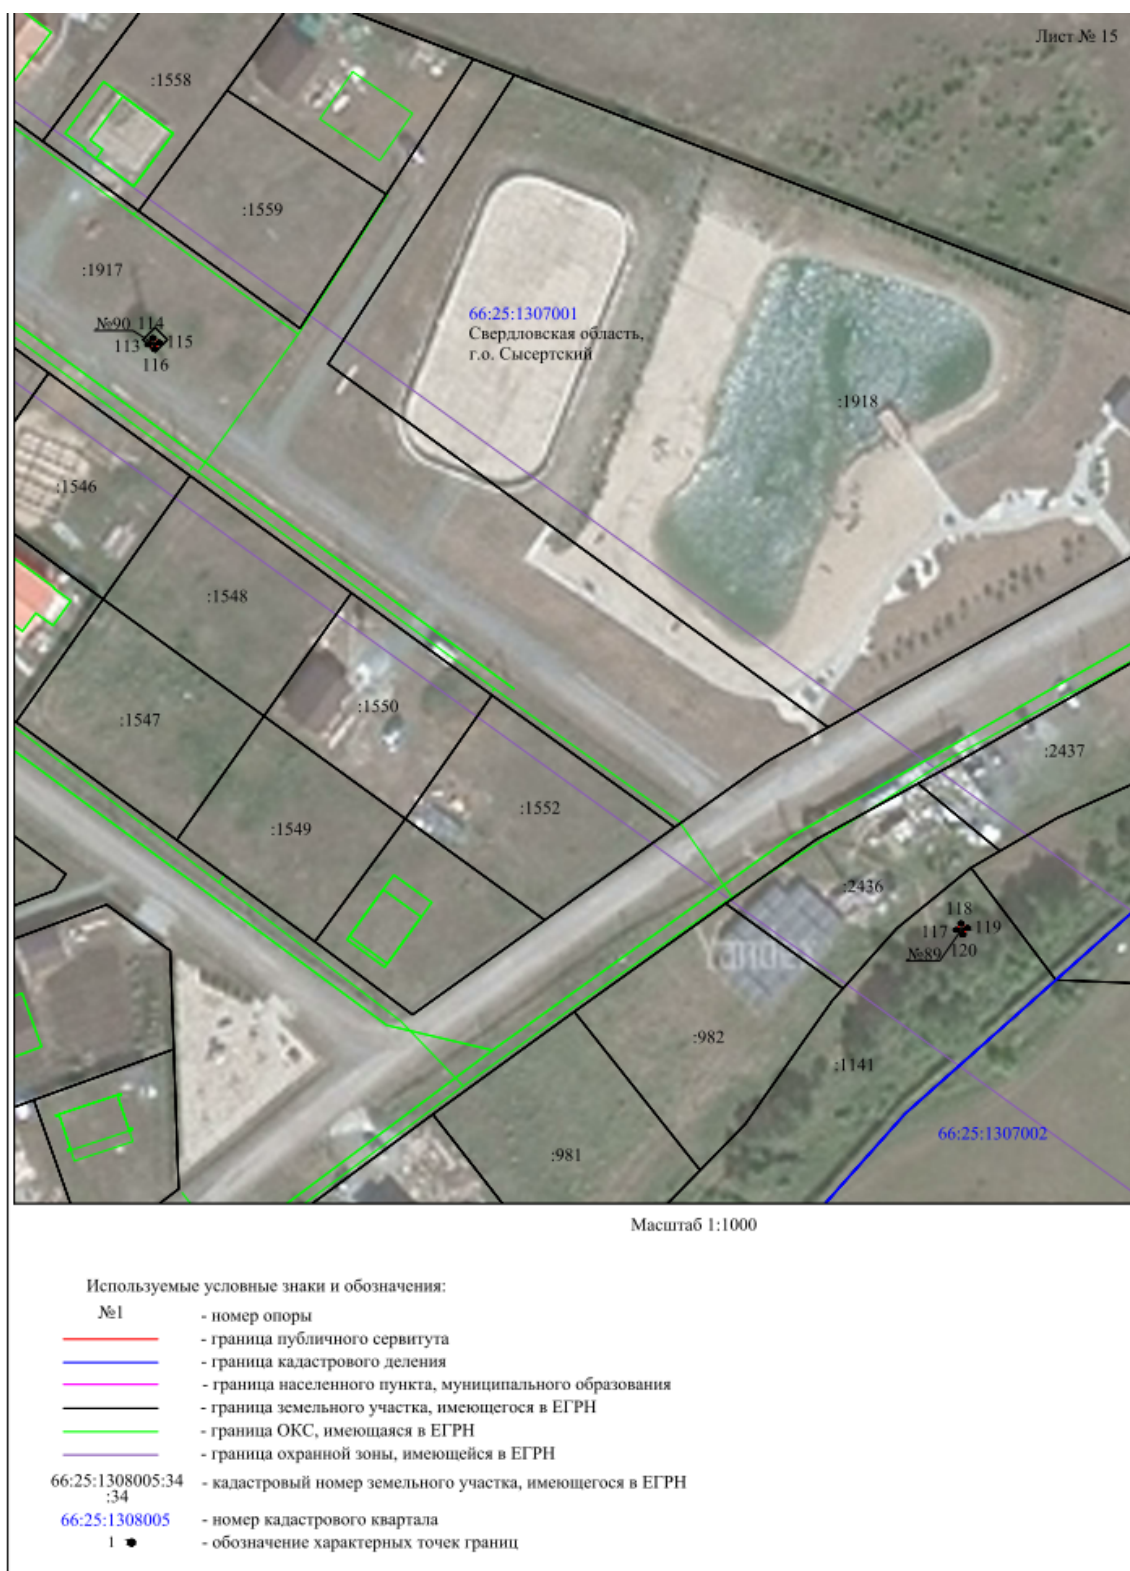 Лист № 15
:1558
:1559
:1917
№90 114
113 115
116
66:25:1307001
Свердловская область,
г.о. Сысертский
:1918
:1546
:1548
:1547
:1550
:1549
:1552
:2437
:2436
118
117 119
№89 120
:982
:1141
66:25:1307002
:981
Yandex
Масштаб 1:1000
Используемые условные знаки и обозначения:
№1 - номер опоры
- граница публичного сервитута
- граница кадастрового деления
- граница населенного пункта, муниципального образования
- граница земельного участка, имеющегося в ЕГРН
- граница ОКС, имеющаяся в ЕГРН
- граница охранной зоны, имеющейся в ЕГРН
66:25:1308005:34 - кадастровый номер земельного участка, имеющегося в ЕГРН
:34
66:25:1308005 - номер кадастрового квартала
1 - обозначение характерных точек границ